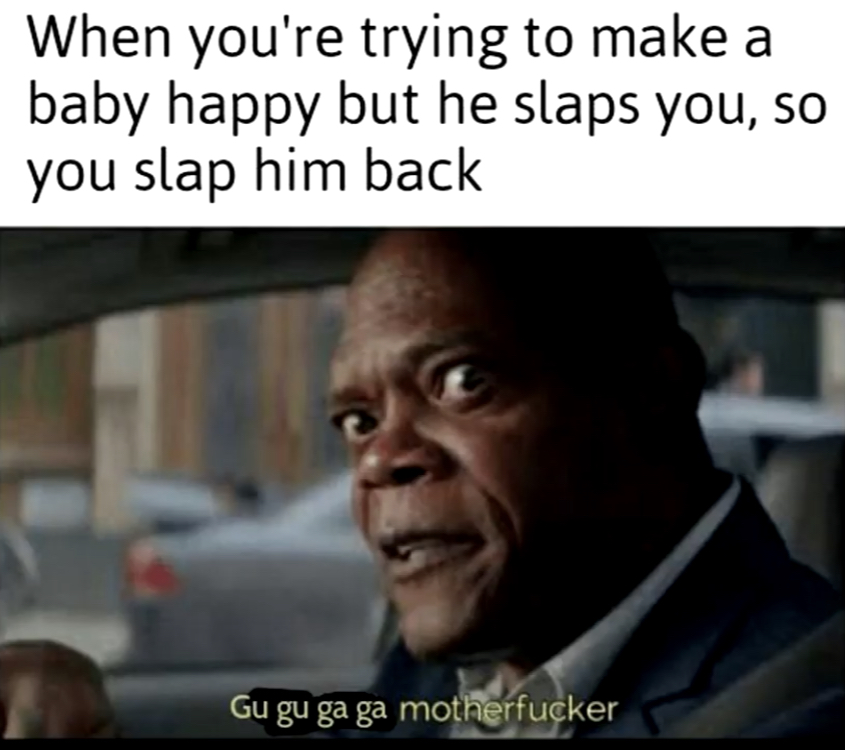 When you're trying to make a
baby happy but he slaps you, so
you slap him back
Gu gu ga ga motherfucker